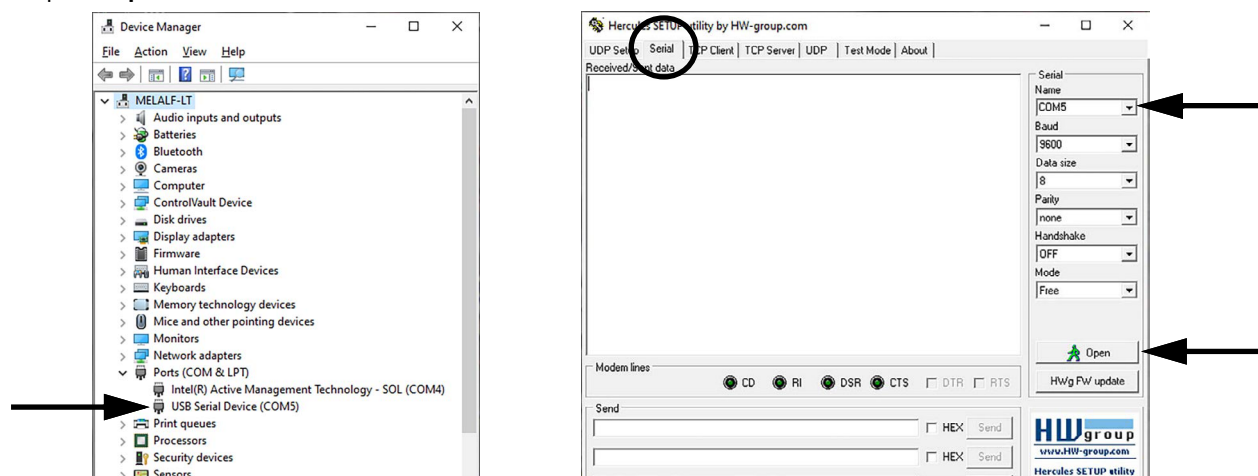 Device Manager
File Action View Help
MELALF-LT
Audio inputs and outputs
Batteries
Bluetooth
Cameras
Computer
ControlVault Device
Disk drives
Display adapters
Firmware
Human Interface Devices
Keyboards
Memory technology devices
Mice and other pointing devices
Monitors
Network adapters
Ports (COM & LPT)
Intel(R) Active Management Technology - SOL (COM4)
USB Serial Device (COM5)
Print queues
Processors
Security devices
Sensors
Hercules SETUP utility by HW-group.com
UDP Setup Serial TCP Client TCP Server UDP Test Mode About
Received/Sent data
Serial
Name
COM5
Baud
9600
Data size
8
Parity
none
Handshake
OFF
Mode
Free
Open
HWg FW update
Modem lines
CD RI DSR CTS DTR RTS
Send
HEX Send
HEX Send
HWgroup
www.HW-group.com
Hercules SETUP utility